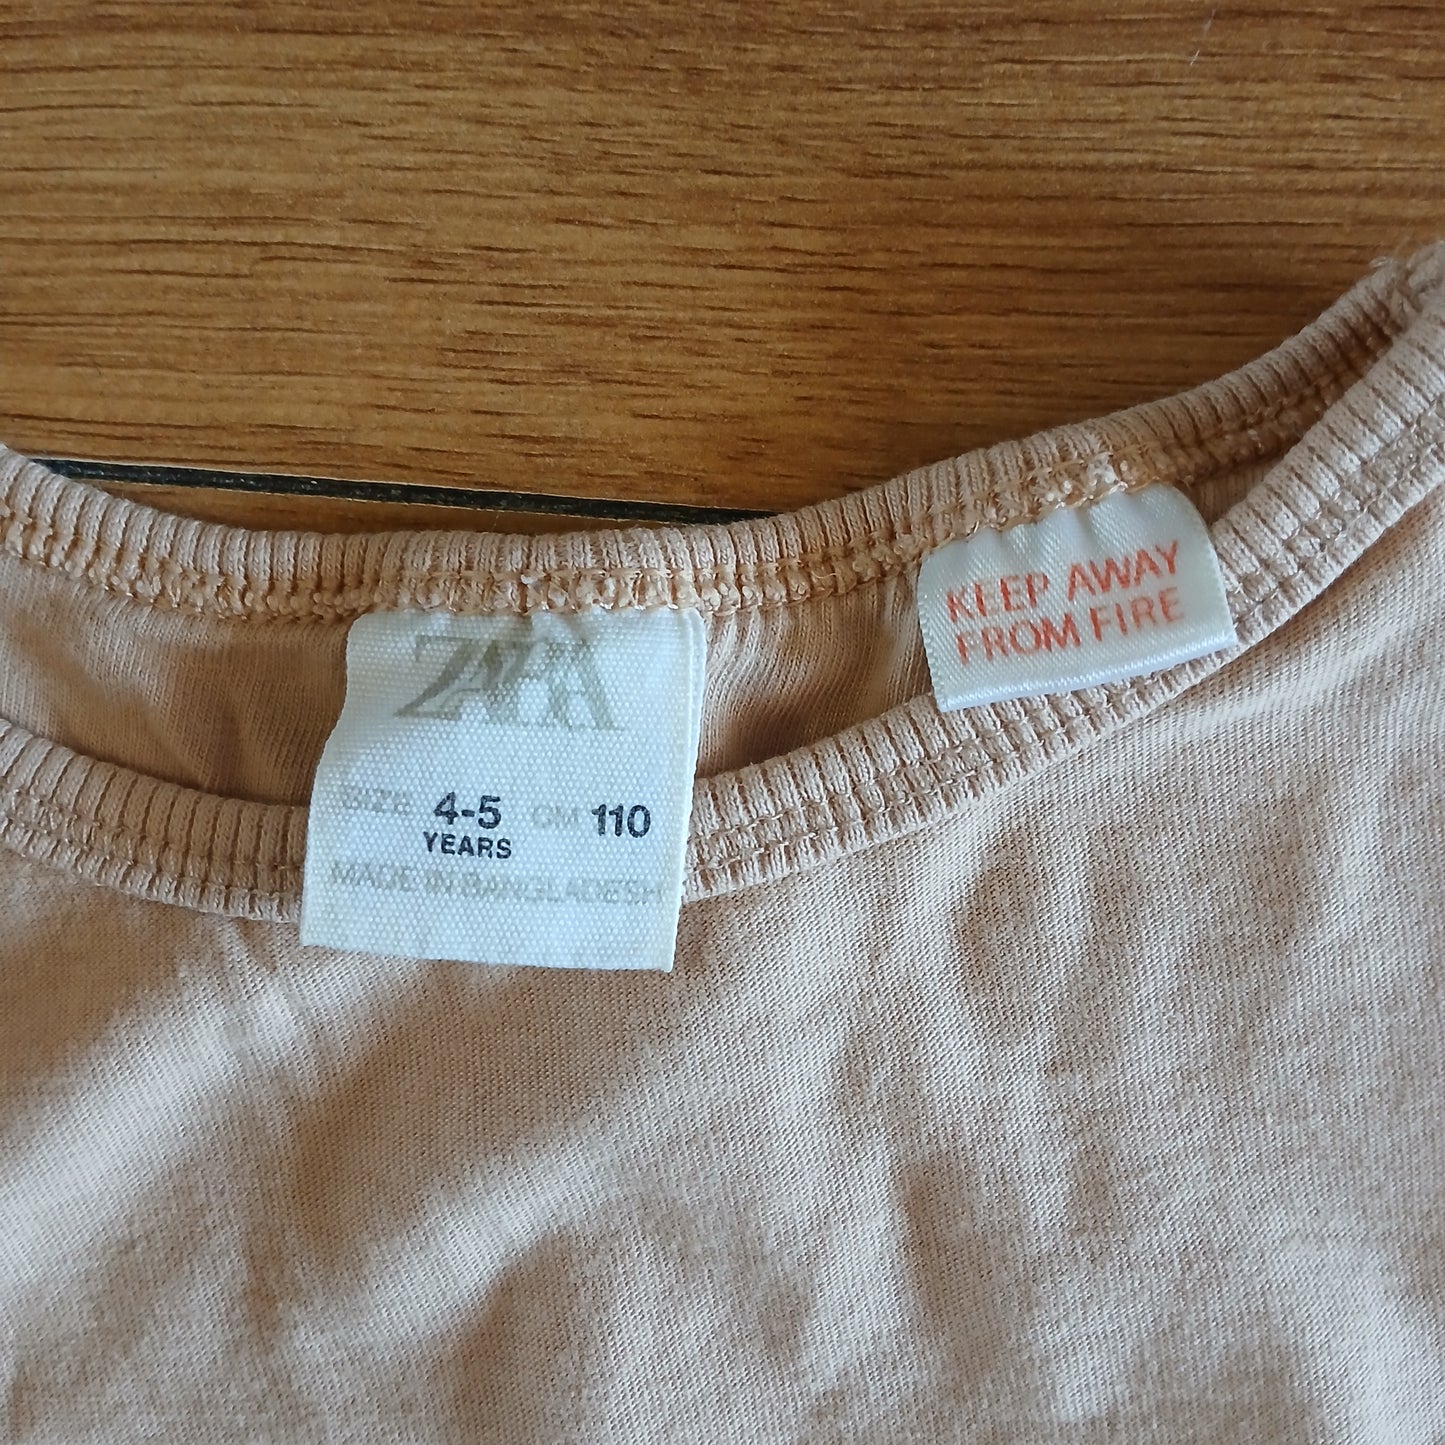 ZARA
SIZE 4-5 CM 110
YEARS
MADE IN BANGLADESH
KEEP AWAY
FROM FIRE